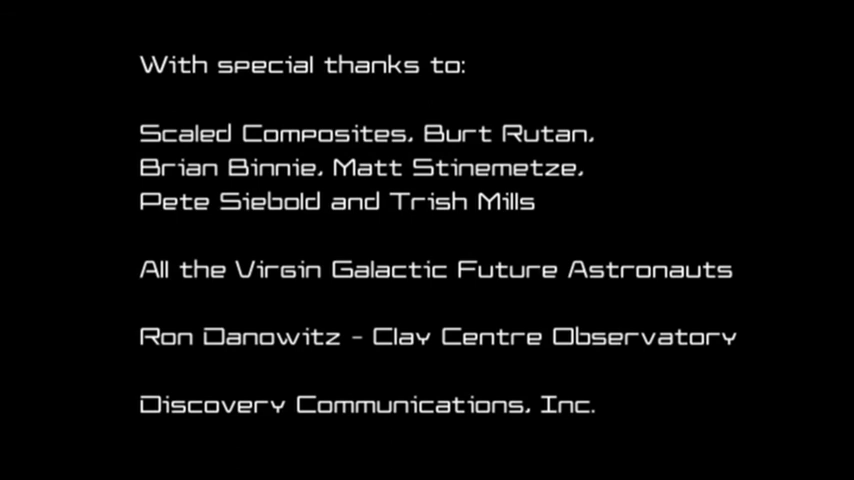 With special thanks to:
Scaled Composites, Burt Rutan,
Brian Binnie, Matt Stinemetze,
Pete Siebold and Trish Mills
All the Virgin Galactic Future Astronauts
Ron Danowitz - Clay Centre Observatory
Discovery Communications, Inc.